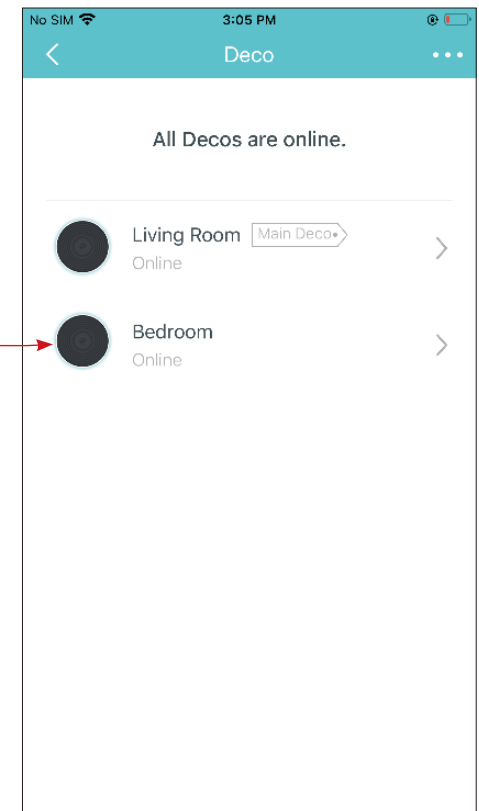 No SIM 3:05 PM
Deco
All Decos are online.
Living Room Main Deco
Online
Bedroom
Online